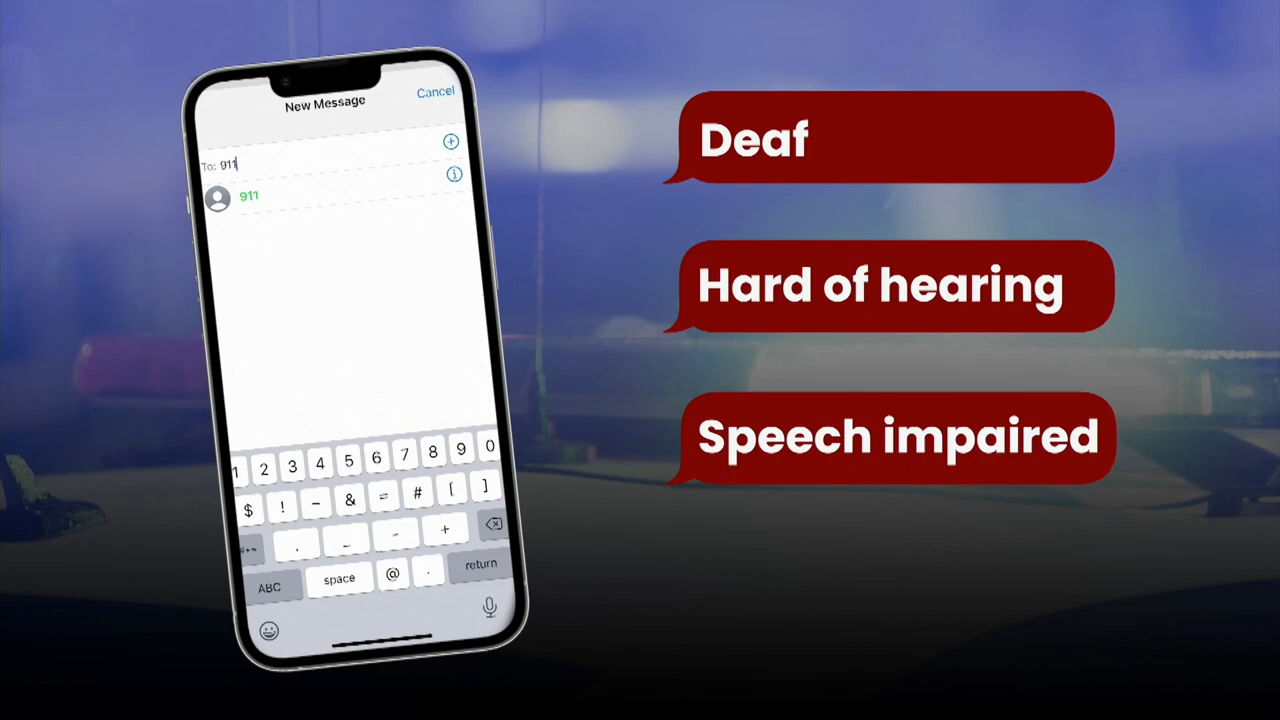 New Message
Cancel
To: 911
911
Deaf
Hard of hearing
Speech impaired
1 2 3 4 5 6 7 8 9 0
$ ! ~ & = # [ ]
#+= . _ - +
ABC space @ . return